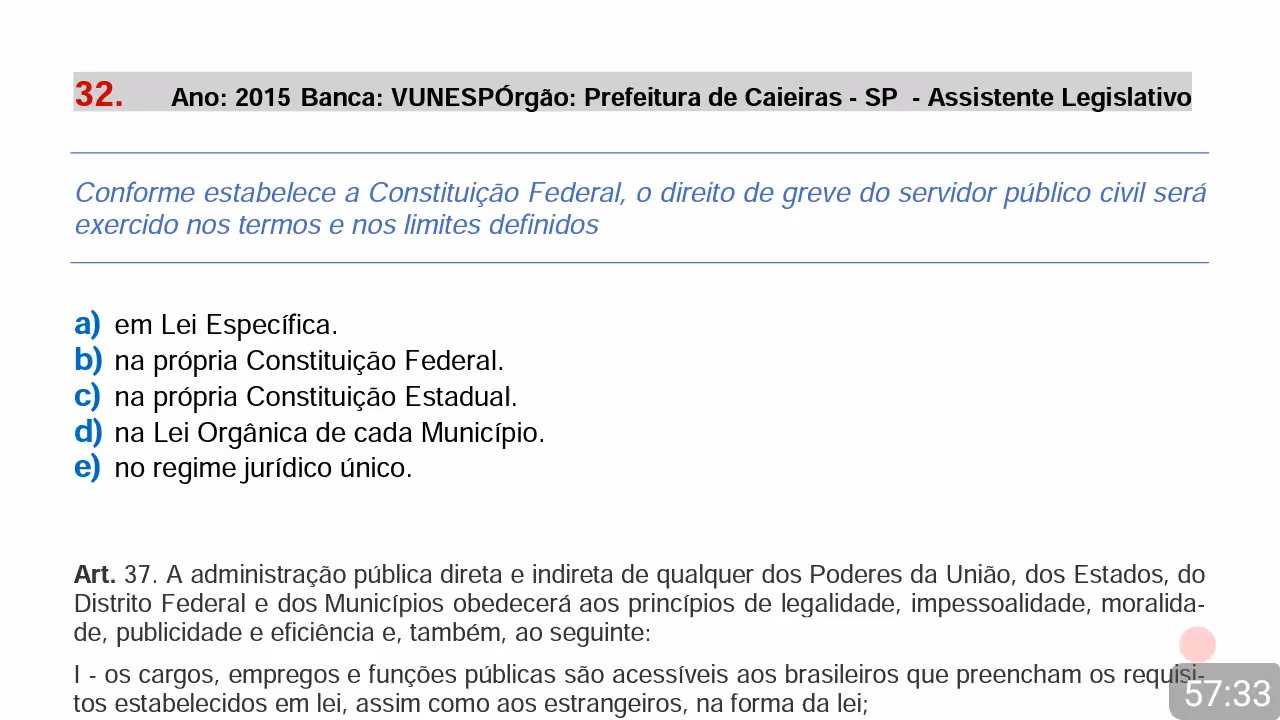 32. Ano: 2015 Banca: VUNESPÓrgão: Prefeitura de Caieiras - SP - Assistente Legislativo
Conforme estabelece a Constituição Federal, o direito de greve do servidor público civil será
exercido nos termos e nos limites definidos
a) em Lei Específica.
b) na própria Constituição Federal.
c) na própria Constituição Estadual.
d) na Lei Orgânica de cada Município.
e) no regime jurídico único.
Art. 37. A administração pública direta e indireta de qualquer dos Poderes da União, dos Estados, do
Distrito Federal e dos Municípios obedecerá aos princípios de legalidade, impessoalidade, moralida-
de, publicidade e eficiência e, também, ao seguinte:
I - os cargos, empregos e funções públicas são acessíveis aos brasileiros que preencham os requisi-
tos estabelecidos em lei, assim como aos estrangeiros, na forma da lei;
57:33